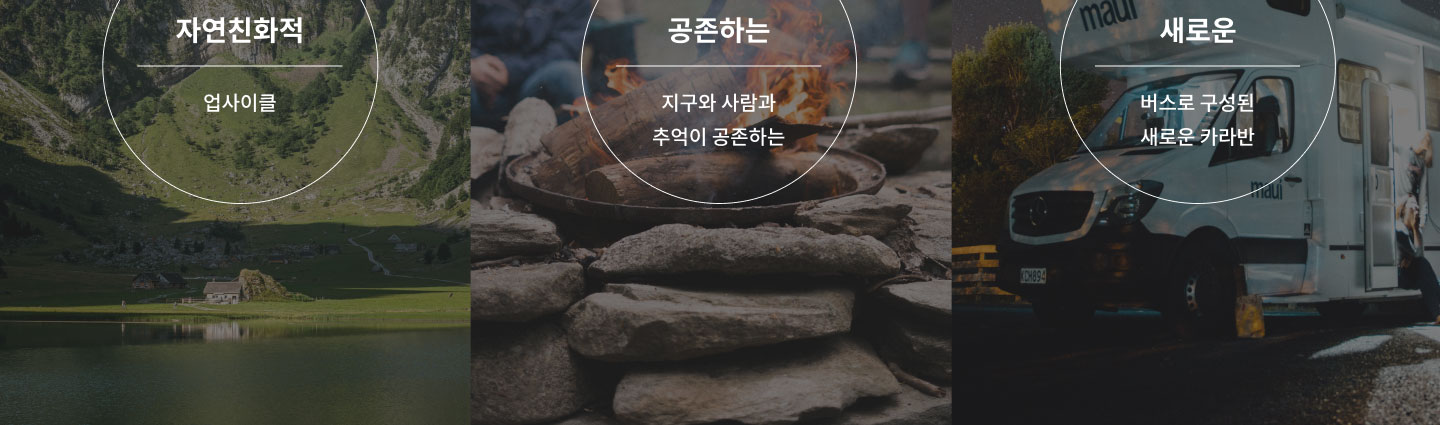 자연친화적
업사이클
공존하는
지구와 사람과
추억이 공존하는
새로운
버스로 구성된
새로운 카라반
maui
maui
KCH894